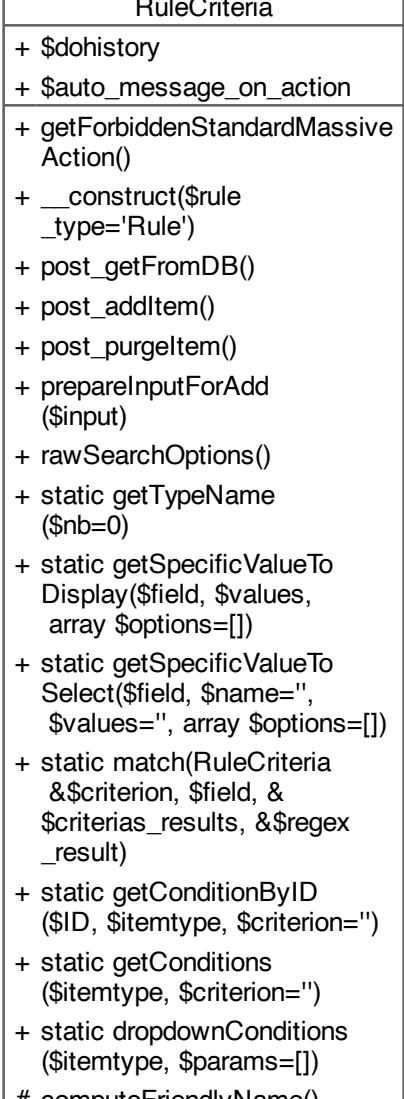 RuleCriteria
+ $dohistory
+ $auto_message_on_action
+ getForbiddenStandardMassive
Action()
+ __construct($rule
_type='Rule')
+ post_getFromDB()
+ post_addItem()
+ post_purgeItem()
+ prepareInputForAdd
($input)
+ rawSearchOptions()
+ static getTypeName
($nb=0)
+ static getSpecificValueTo
Display($field, $values,
array $options=[])
+ static getSpecificValueTo
Select($field, $name='',
$values='', array $options=[])
+ static match(RuleCriteria
&$criterion, $field, &
$criterias_results, &$regex
_result)
+ static getConditionByID
($ID, $itemtype, $criterion='')
+ static getConditions
($itemtype, $criterion='')
+ static dropdownConditions
($itemtype, $params=[])
# computeFriendlyName()